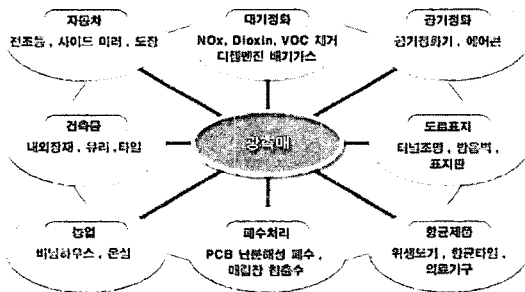 자동차
전조등, 사이드 미러, 도장
대기정화
NOx, Dioxin, VOC 제거
디젤엔진 배기가스
공기정화
공기정화기, 에어콘
건축물
내외장재, 유리, 타일
광촉매
도로표지
터널조명, 방음벽,
표지판
농업
비닐하우스, 온실
폐수처리
PCB 난분해성 폐수,
매립장 침출수
항균제품
위생도기, 항균타일,
의료기구